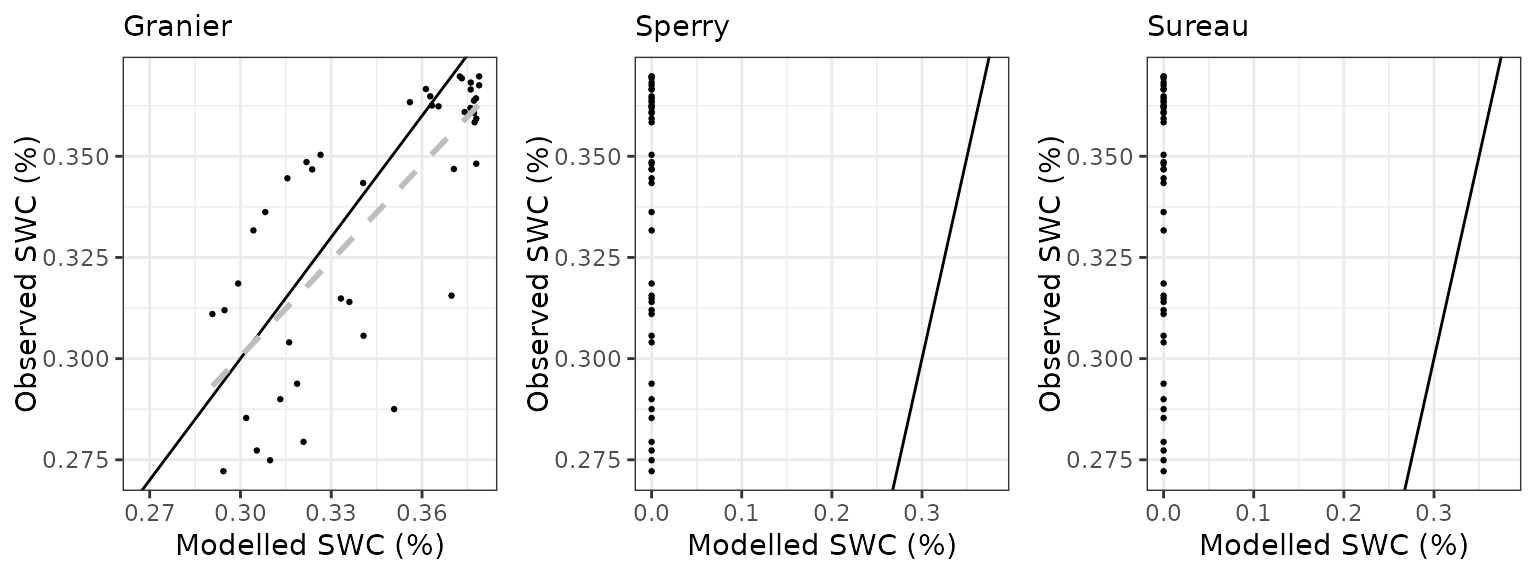 Granier
Observed SWC (%)
0.350
0.325
0.300
0.275
0.27 0.30 0.33 0.36
Modelled SWC (%)
Sperry
Observed SWC (%)
0.350
0.325
0.300
0.275
0.0 0.1 0.2 0.3
Modelled SWC (%)
Sureau
Observed SWC (%)
0.350
0.325
0.300
0.275
0.0 0.1 0.2 0.3
Modelled SWC (%)